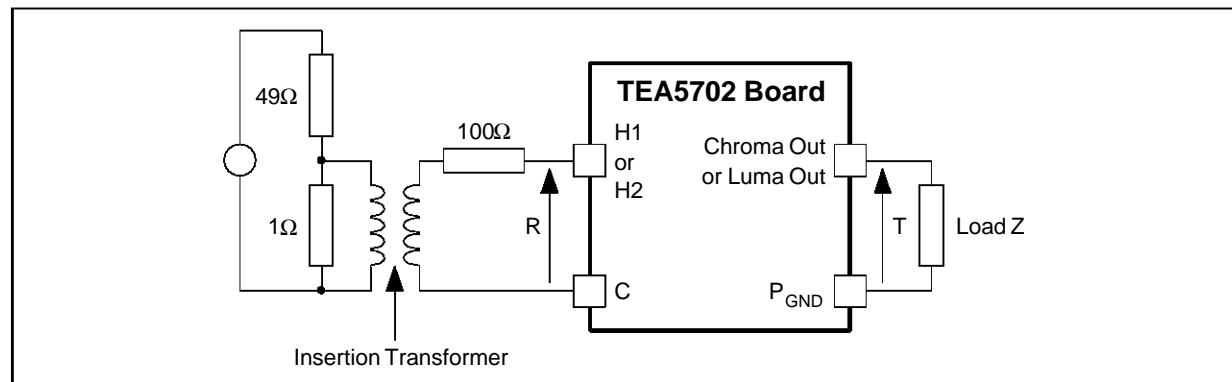 TEA5702 Board
49Ω
100Ω
H1
or
H2
Chroma Out
or Luma Out
1Ω
R
T
Load Z
C
PGND
Insertion Transformer